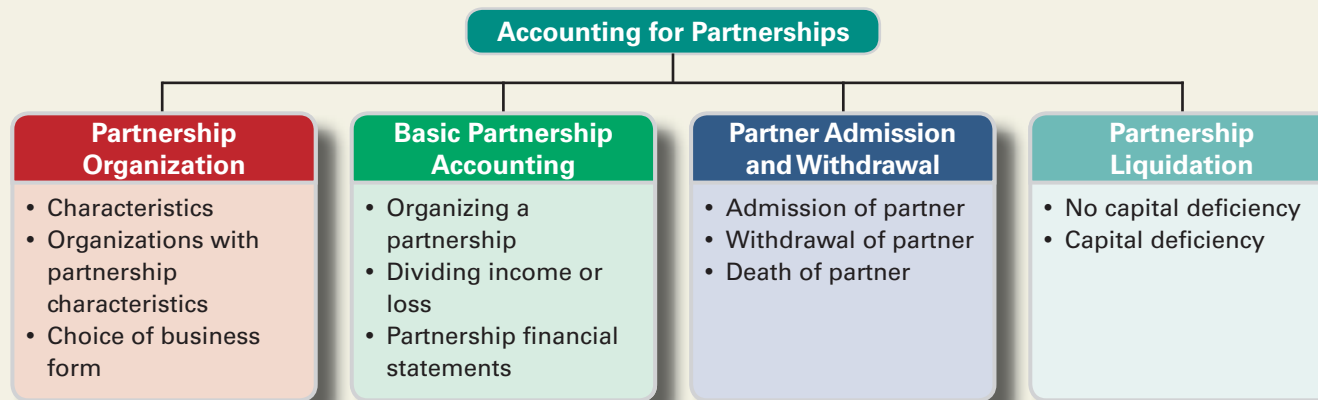 Accounting for Partnerships
Partnership
Organization
• Characteristics
• Organizations with
partnership
characteristics
• Choice of business
form
Basic Partnership
Accounting
• Organizing a
partnership
• Dividing income or
loss
• Partnership financial
statements
Partner Admission
and Withdrawal
• Admission of partner
• Withdrawal of partner
• Death of partner
Partnership
Liquidation
• No capital deficiency
• Capital deficiency